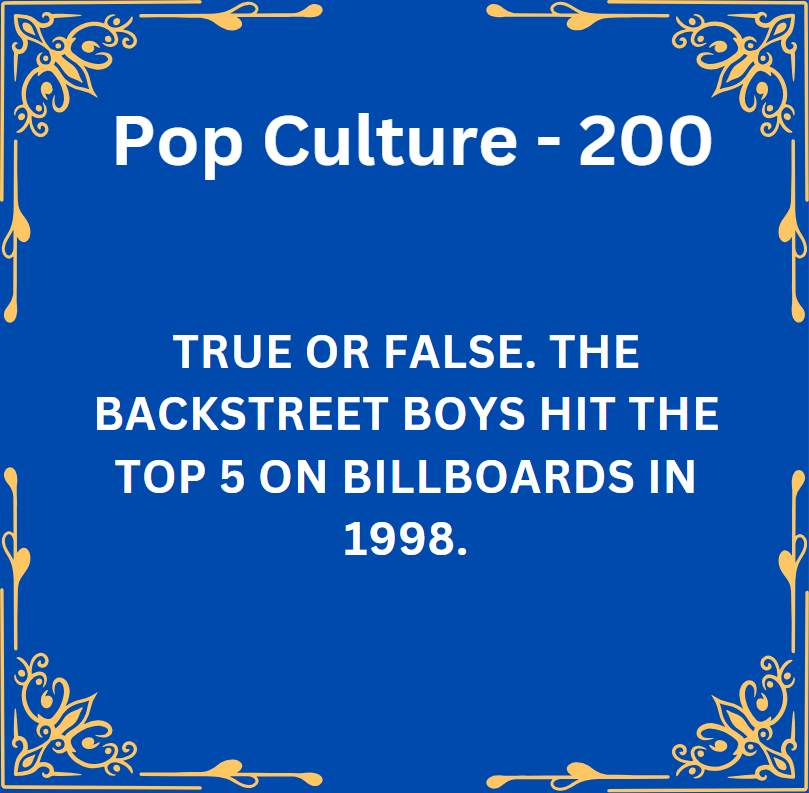 Pop Culture - 200
TRUE OR FALSE. THE
BACKSTREET BOYS HIT THE
TOP 5 ON BILLBOARDS IN
1998.